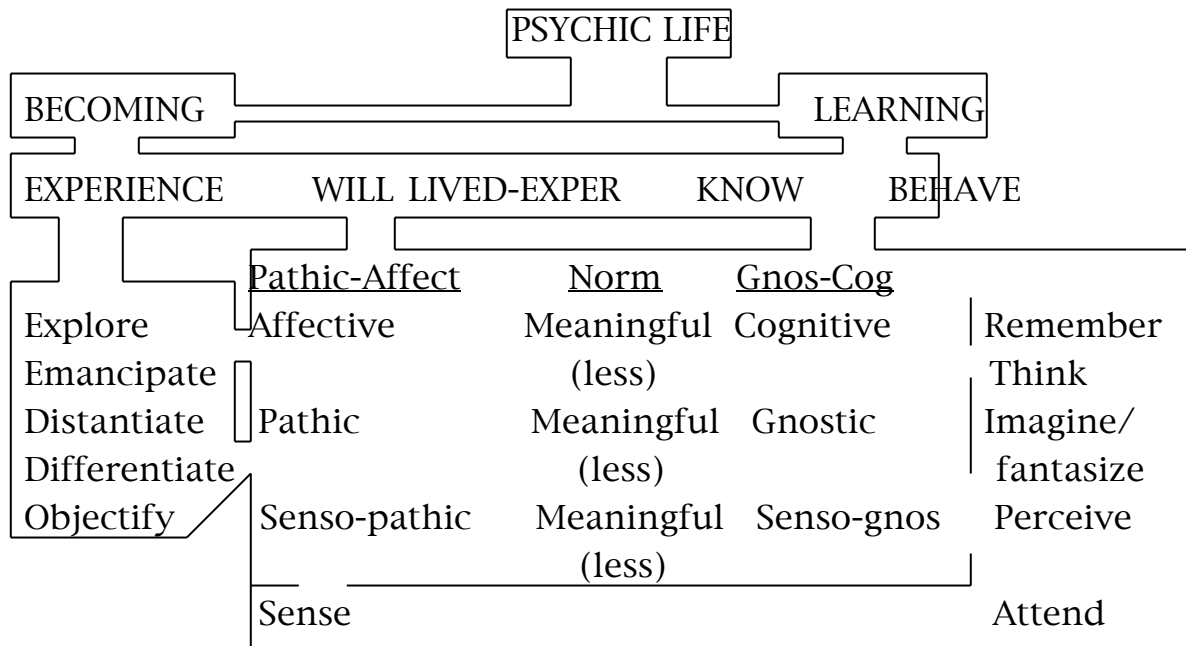 PSYCHIC LIFE
BECOMING LEARNING
EXPERIENCE WILL LIVED-EXPER KNOW BEHAVE
Pathic-Affect Norm Gnos-Cog
Explore Affective Meaningful Cognitive Remember
Emancipate (less) Think
Distantiate Pathic Meaningful Gnostic Imagine/
Differentiate (less) fantasize
Objectify Senso-pathic Meaningful Senso-gnos Perceive
(less)
Sense Attend